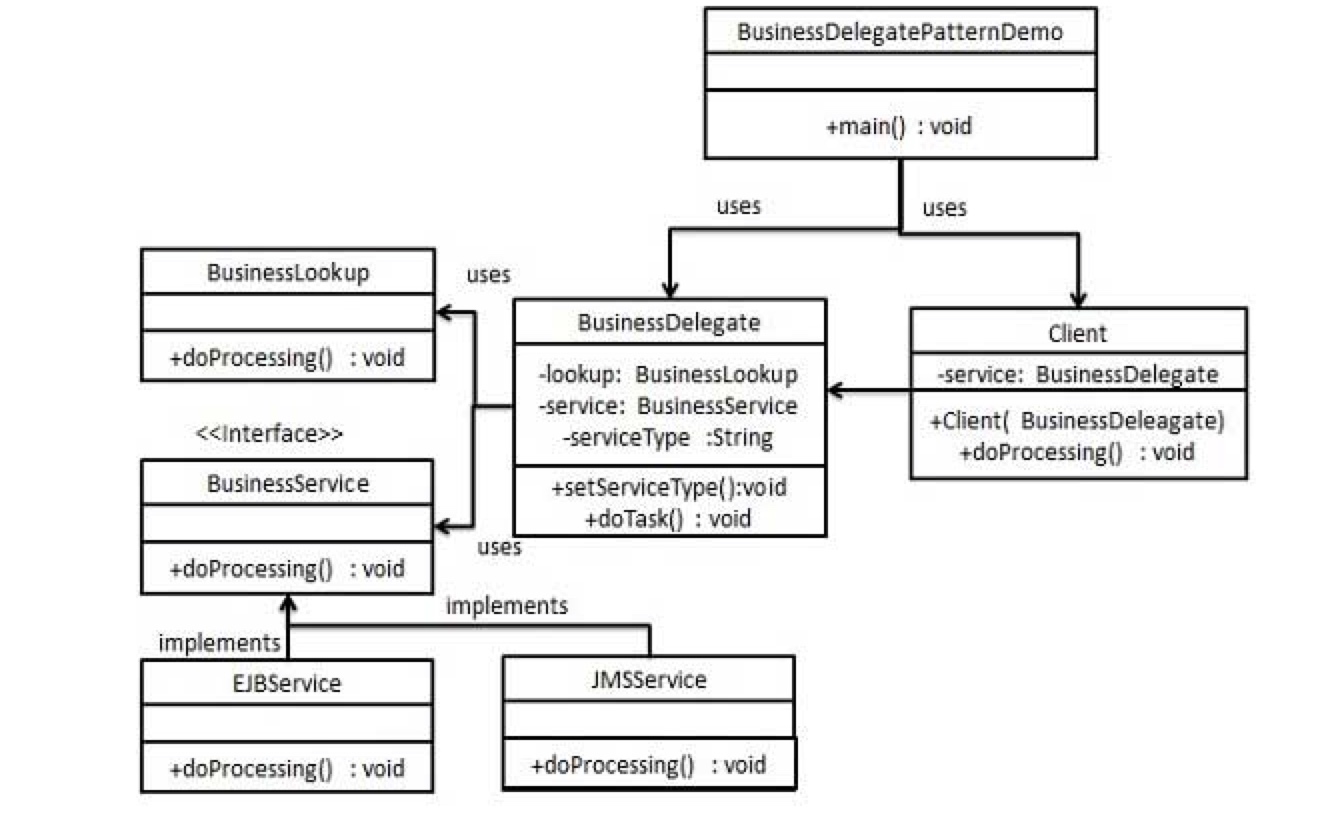 BusinessDelegatePatternDemo
+main() : void
uses
uses
BusinessLookup
+doProcessing() : void
uses
BusinessDelegate
-lookup: BusinessLookup
-service: BusinessService
-serviceType :String
+setServiceType():void
+doTask() : void
Client
-service: BusinessDelegate
+Client( BusinessDeleagate)
+doProcessing() : void
<<Interface>>
BusinessService
+doProcessing() : void
uses
implements
implements
EJBService
+doProcessing() : void
JMSService
+doProcessing() : void